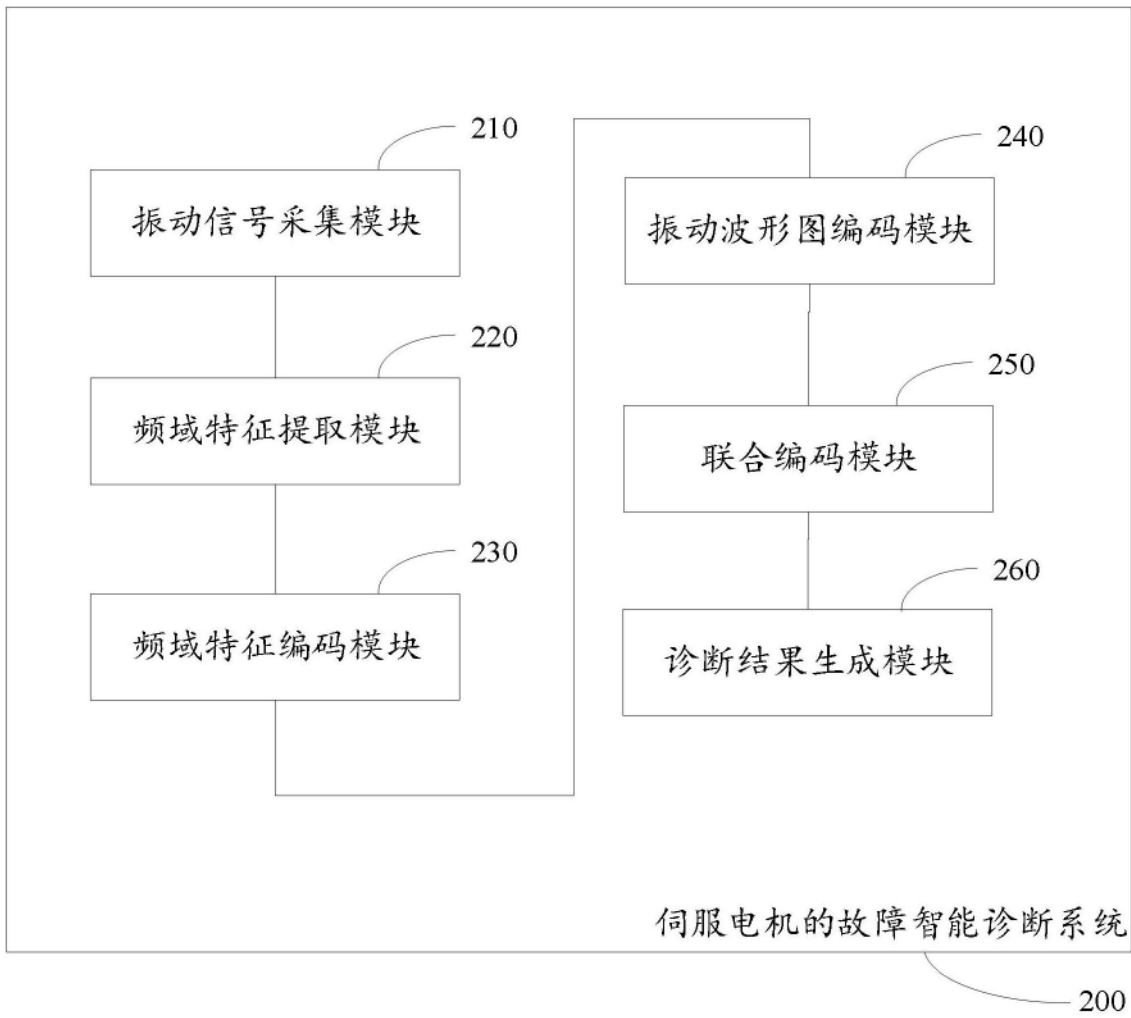 210
振动信号采集模块
220
频域特征提取模块
230
频域特征编码模块
240
振动波形图编码模块
250
联合编码模块
260
诊断结果生成模块
伺服电机的故障智能诊断系统
200